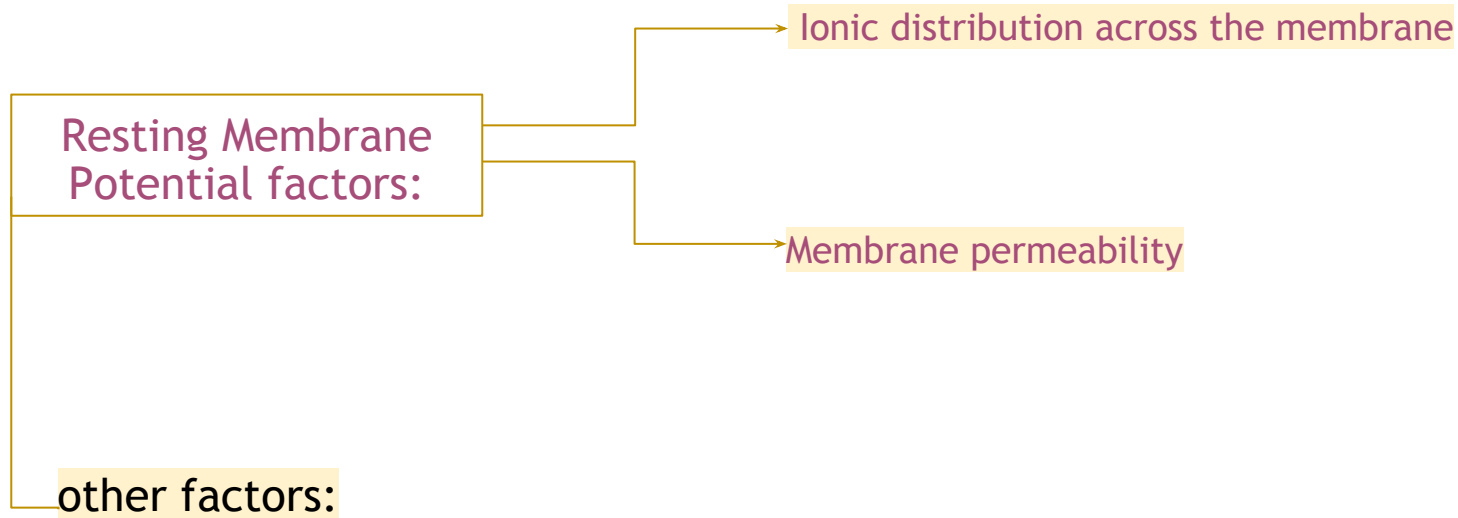 Ionic distribution across the membrane
Resting Membrane
Potential factors:
Membrane permeability
other factors: